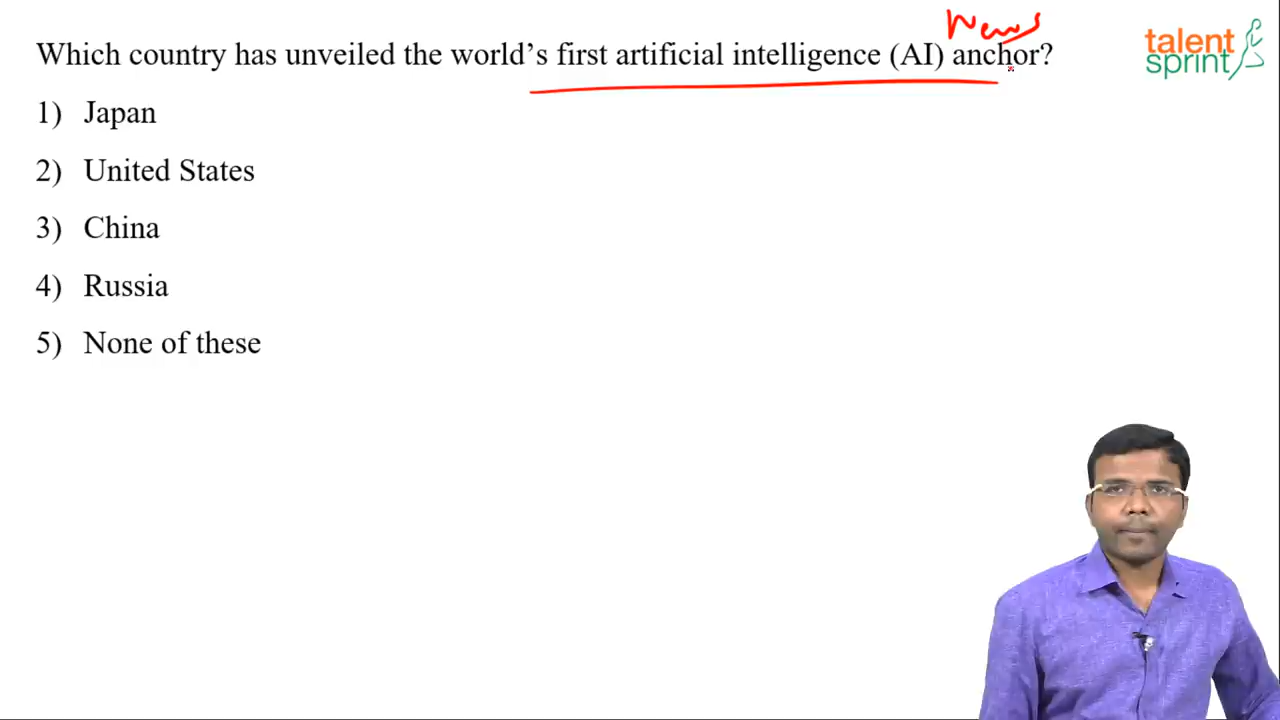 News
Which country has unveiled the world’s first artificial intelligence (AI) anchor?
1) Japan
2) United States
3) China
4) Russia
5) None of these
talent
sprint